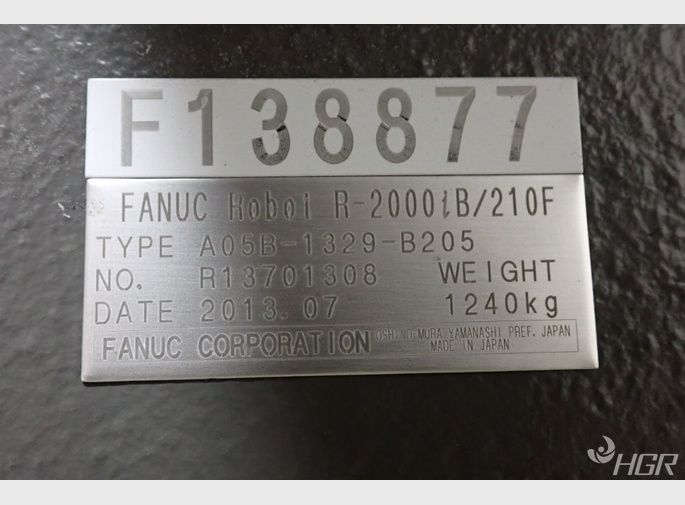 F138877
FANUC Robot R-2000iB/210F
TYPE A05B-1329-B205
NO. R13701308 WEIGHT
DATE 2013.07 1240kg
FANUC CORPORATION OSHINO-MURA, YAMANASHI PREF. JAPAN
MADE IN JAPAN
HGR